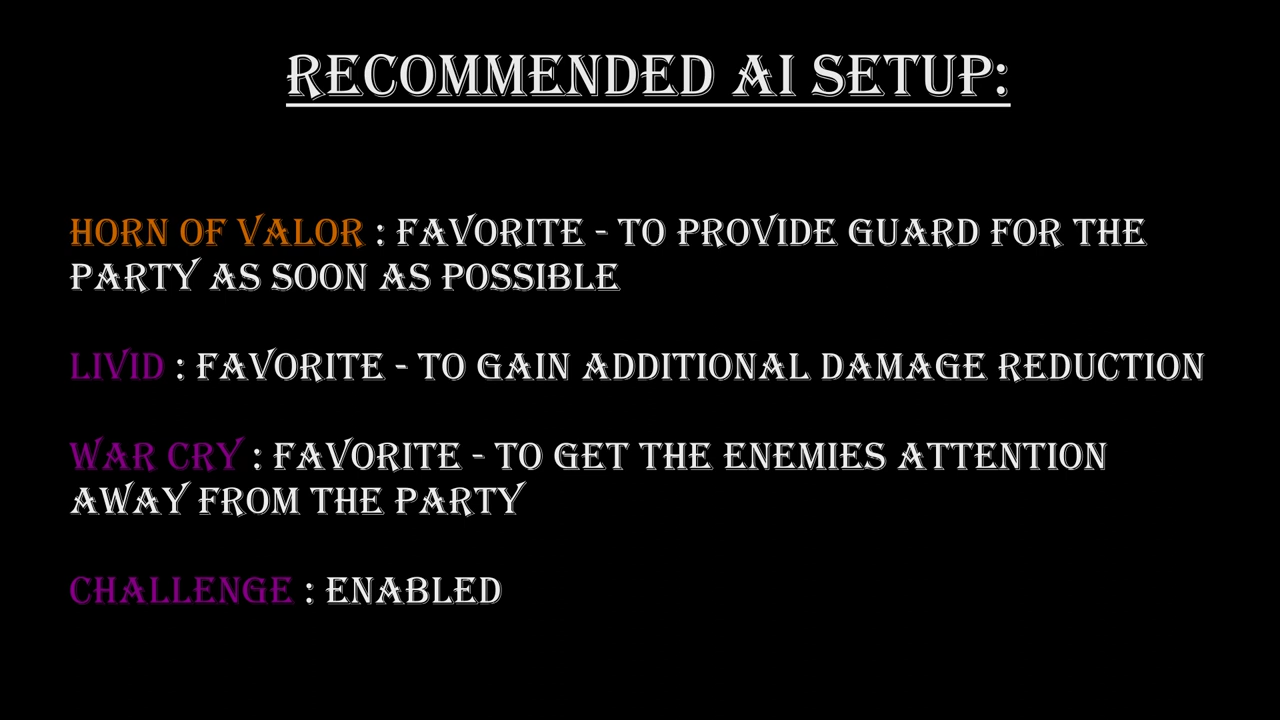 RECOMMENDED AI SETUP:
HORN OF VALOR : FAVORITE - TO PROVIDE GUARD FOR THE
PARTY AS SOON AS POSSIBLE
LIVID : FAVORITE - TO GAIN ADDITIONAL DAMAGE REDUCTION
WAR CRY : FAVORITE - TO GET THE ENEMIES ATTENTION
AWAY FROM THE PARTY
CHALLENGE : ENABLED